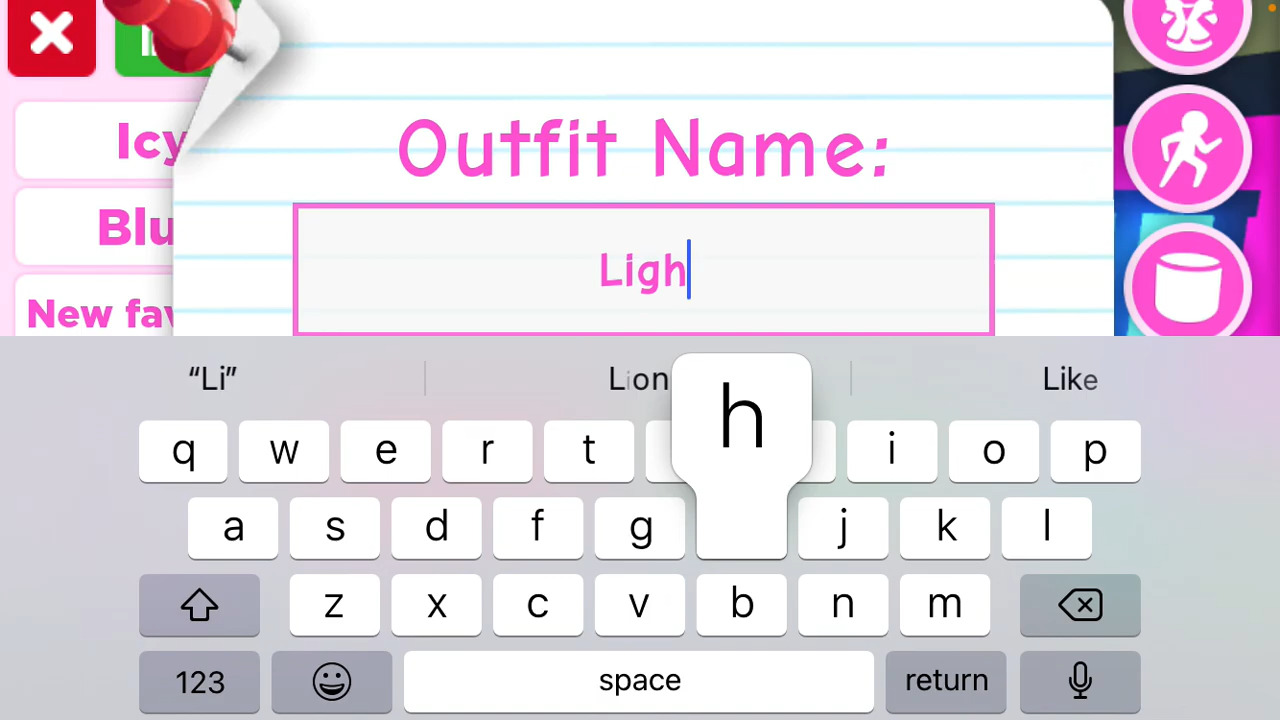 Icy
Blu
New fav
Outfit Name:
Ligh
“Li”
Lion
Like
h
q w e r t i o p
a s d f g j k l
z x c v b n m
123
space
return